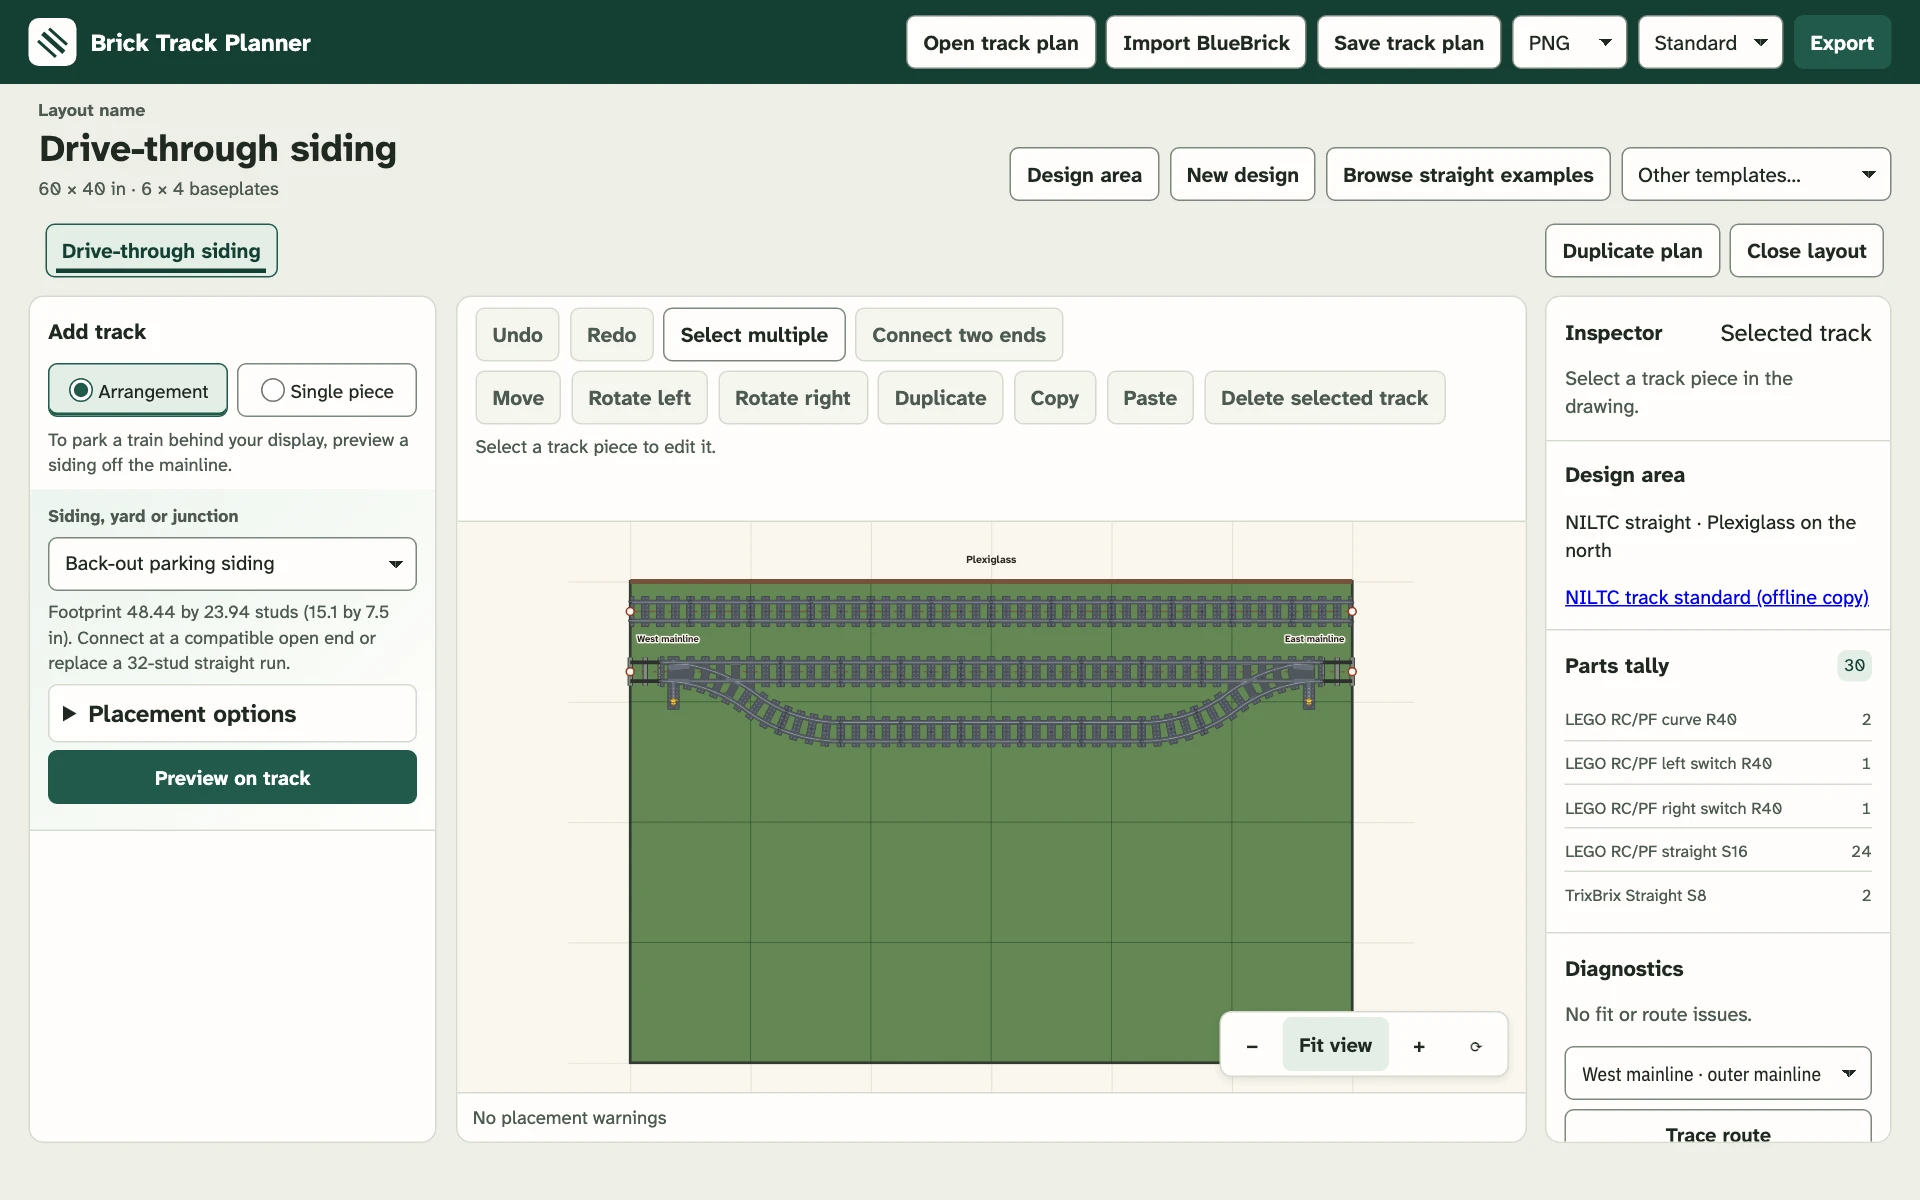 Brick Track Planner
Open track plan
Import BlueBrick
Save track plan
PNG
Standard
Export
Layout name
Drive-through siding
60 × 40 in · 6 × 4 baseplates
Design area
New design
Browse straight examples
Other templates...
Drive-through siding
Duplicate plan
Close layout
Add track
Arrangement
Single piece
To park a train behind your display, preview a
siding off the mainline.
Siding, yard or junction
Back-out parking siding
Footprint 48.44 by 23.94 studs (15.1 by 7.5
in). Connect at a compatible open end or
replace a 32-stud straight run.
Placement options
Preview on track
Undo
Redo
Select multiple
Connect two ends
Move
Rotate left
Rotate right
Duplicate
Copy
Paste
Delete selected track
Select a track piece to edit it.
Plexiglass
West mainline
East mainline
−
Fit view
+
⟳
No placement warnings
Inspector
Selected track
Select a track piece in the
drawing.
Design area
NILTC straight · Plexiglass on the
north
NILTC track standard (offline copy)
Parts tally
30
LEGO RC/PF curve R40
2
LEGO RC/PF left switch R40
1
LEGO RC/PF right switch R40
1
LEGO RC/PF straight S16
24
TrixBrix Straight S8
2
Diagnostics
No fit or route issues.
West mainline · outer mainline
Trace route